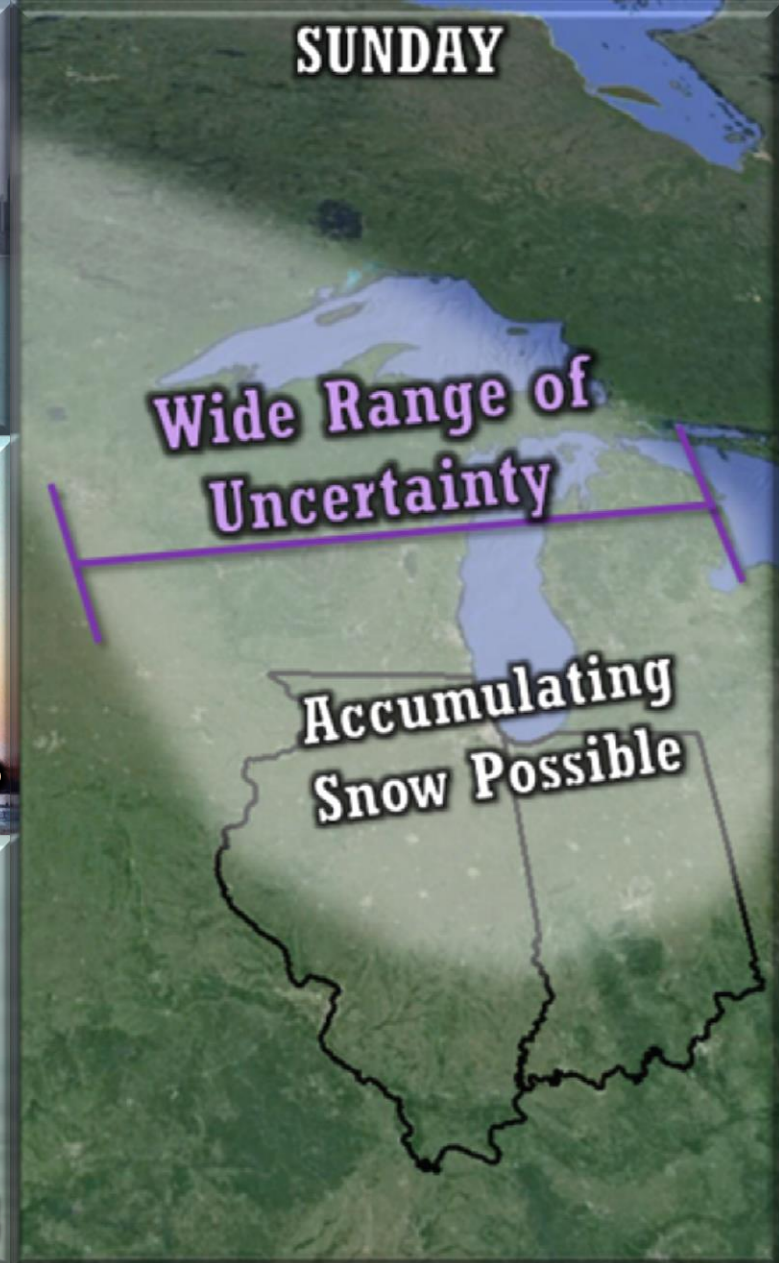 SUNDAY
Wide Range of
Uncertainty
Accumulating
Snow Possible